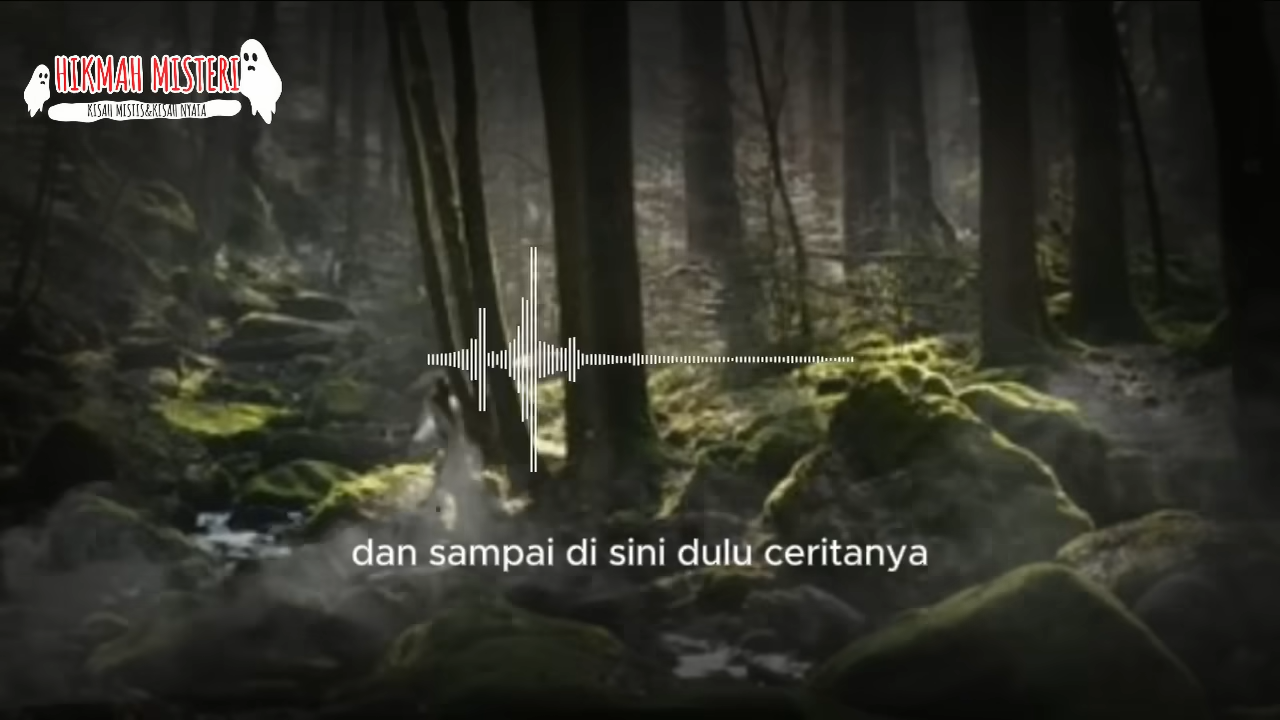 HIKMAH MISTERI
KISAH MISTIS&KISAH NYATA
dan sampai di sini dulu ceritanya